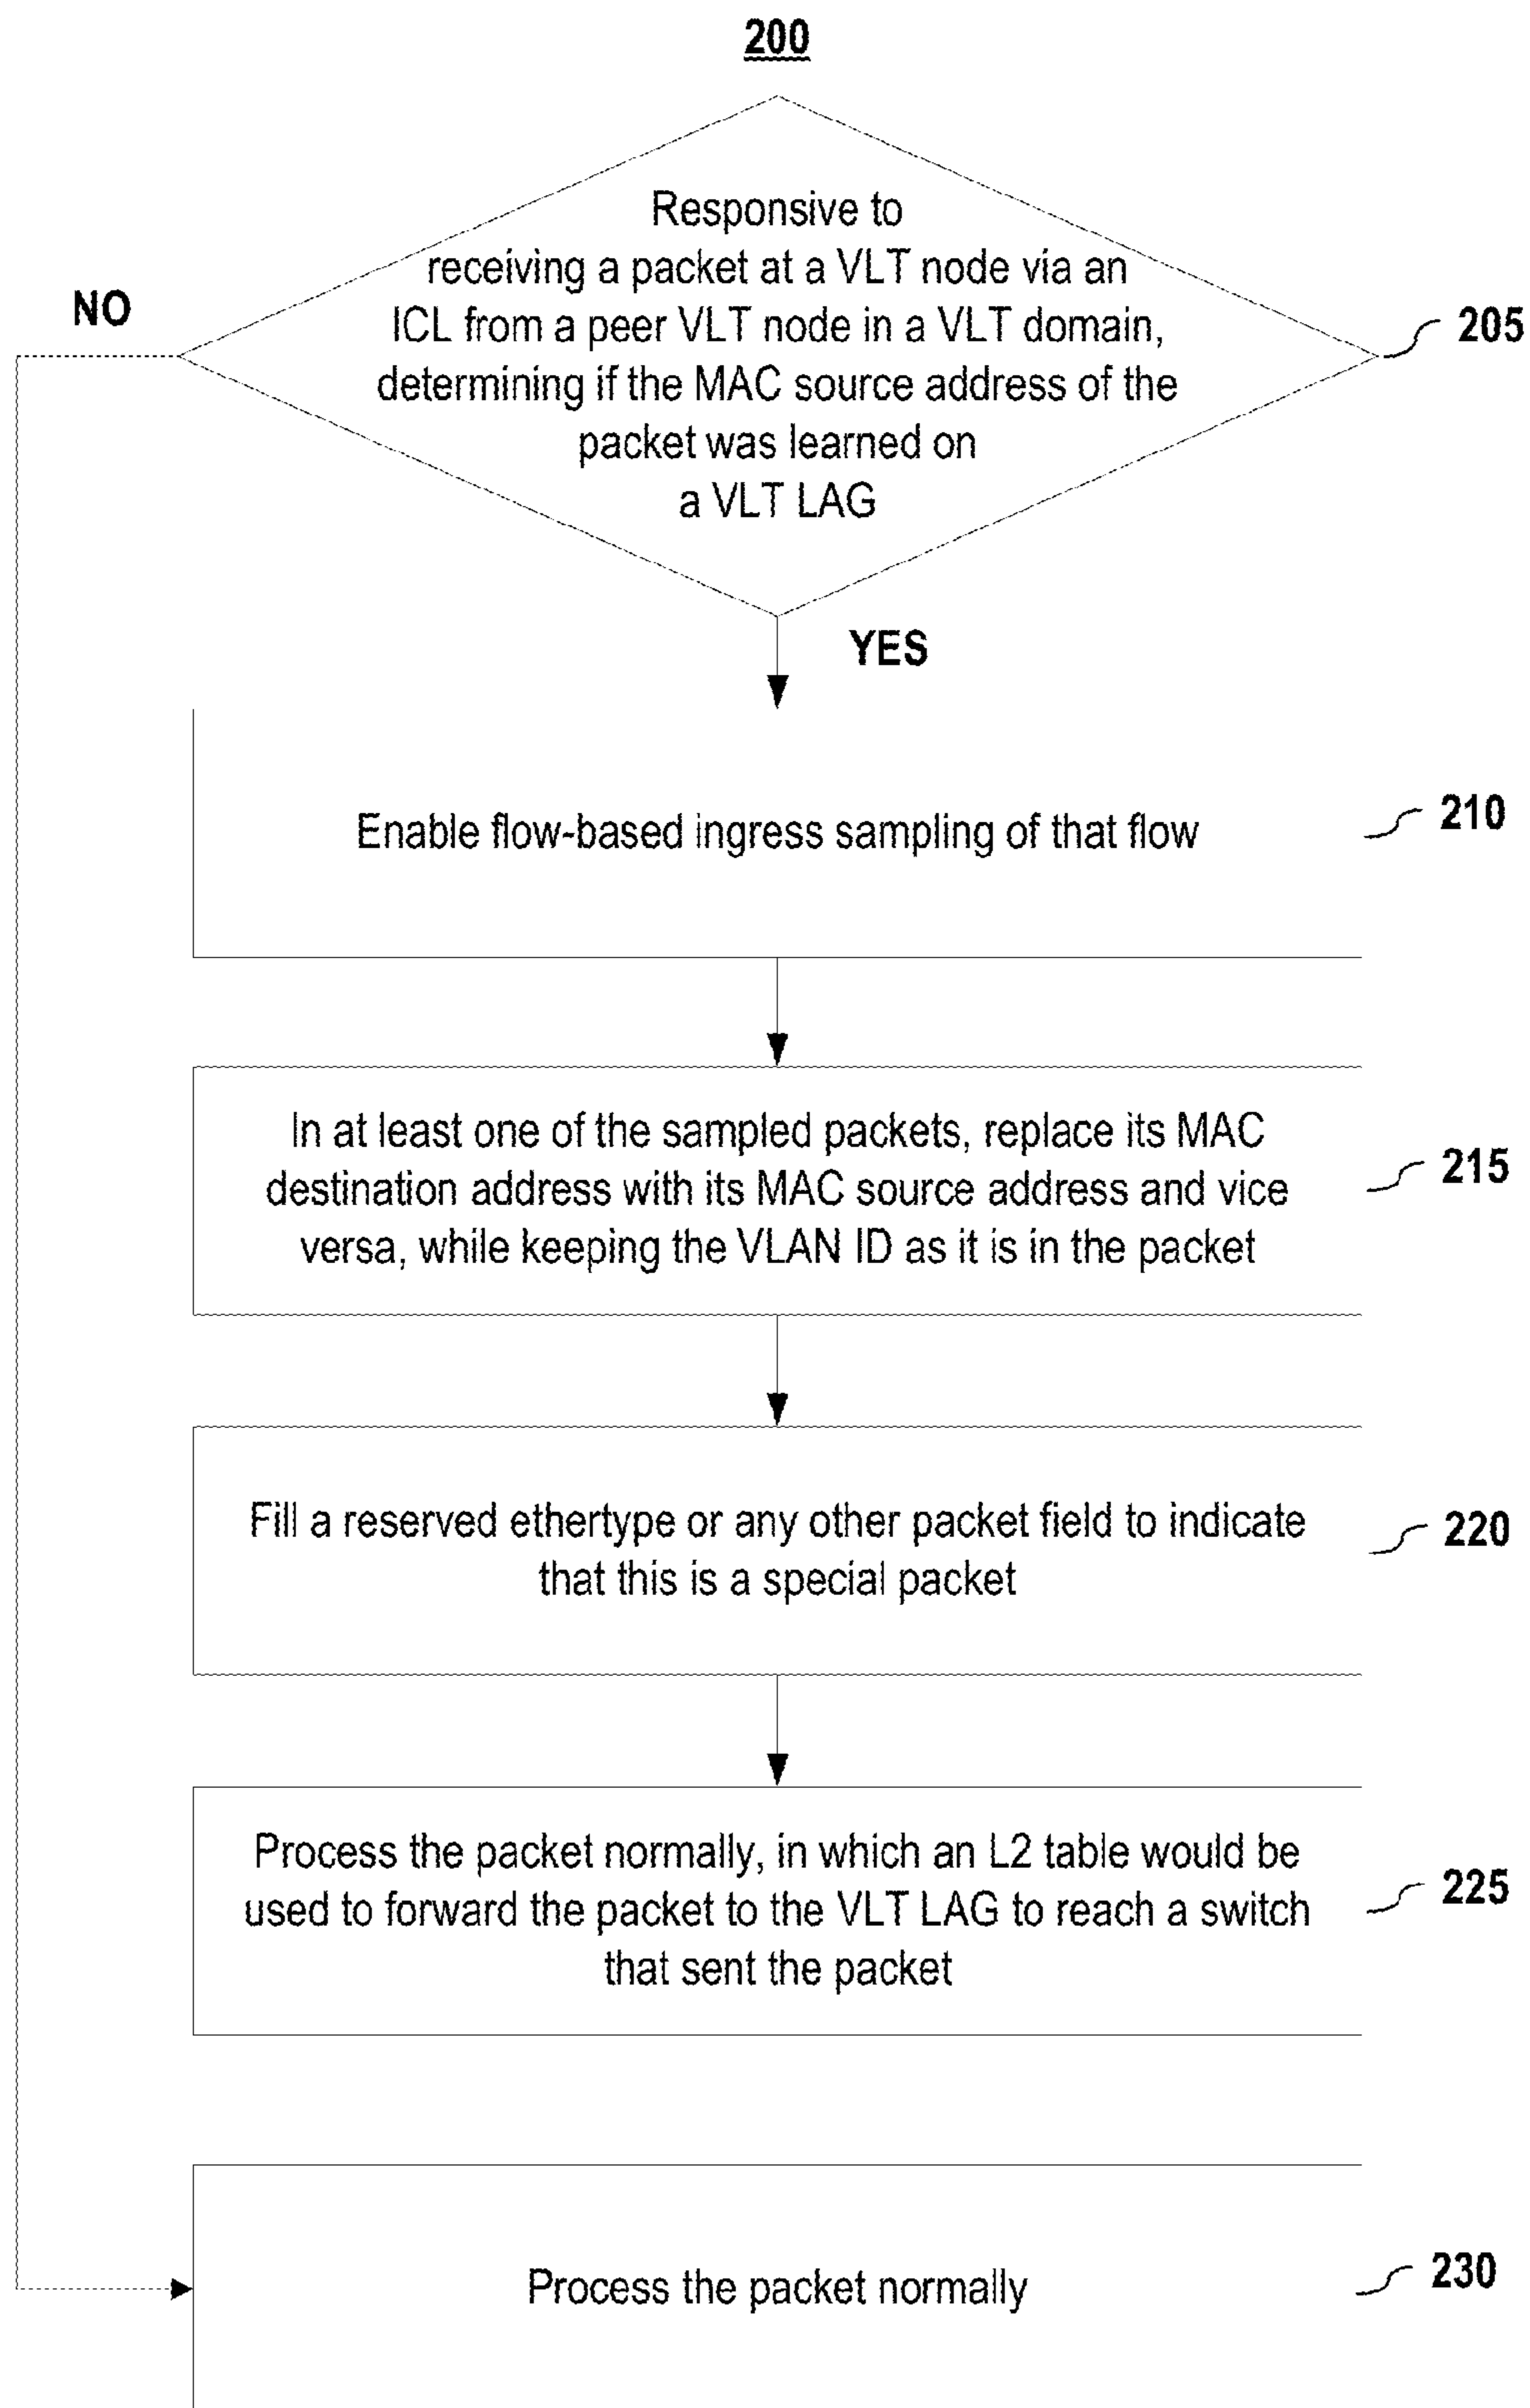 200
Responsive to
receiving a packet at a VLT node via an
ICL from a peer VLT node in a VLT domain,
determining if the MAC source address of the
packet was learned on
a VLT LAG
NO
205
YES
Enable flow-based ingress sampling of that flow
210
In at least one of the sampled packets, replace its MAC
destination address with its MAC source address and vice
versa, while keeping the VLAN ID as it is in the packet
215
Fill a reserved ethertype or any other packet field to indicate
that this is a special packet
220
Process the packet normally, in which an L2 table would be
used to forward the packet to the VLT LAG to reach a switch
that sent the packet
225
Process the packet normally
230